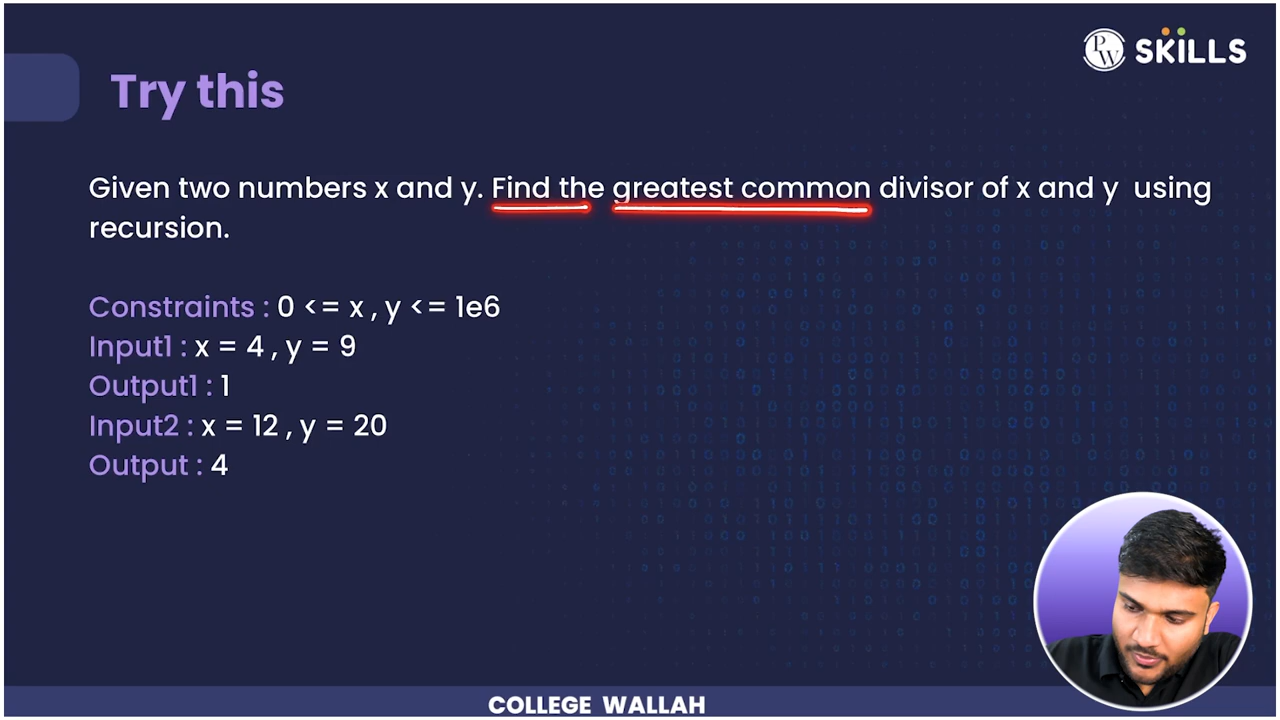 PW SKILLS
Try this
Given two numbers x and y. Find the greatest common divisor of x and y using
recursion.
Constraints : 0 <= x , y <= 1e6
Input1 : x = 4 , y = 9
Output1 : 1
Input2 : x = 12 , y = 20
Output : 4
COLLEGE WALLAH